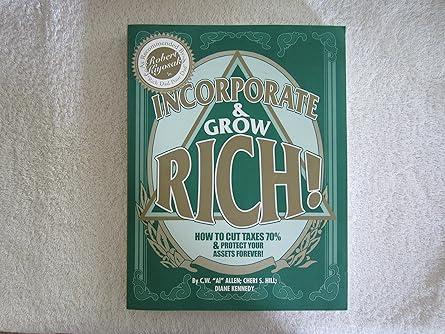 Recommended
Robert
Kiyosaki
INCORPORATE
&
GROW
RICH!
HOW TO CUT TAXES 70%
& PROTECT YOUR
ASSETS FOREVER!
By C.W. "Al" ALLEN; CHERI S. HILL;
DIANE KENNEDY